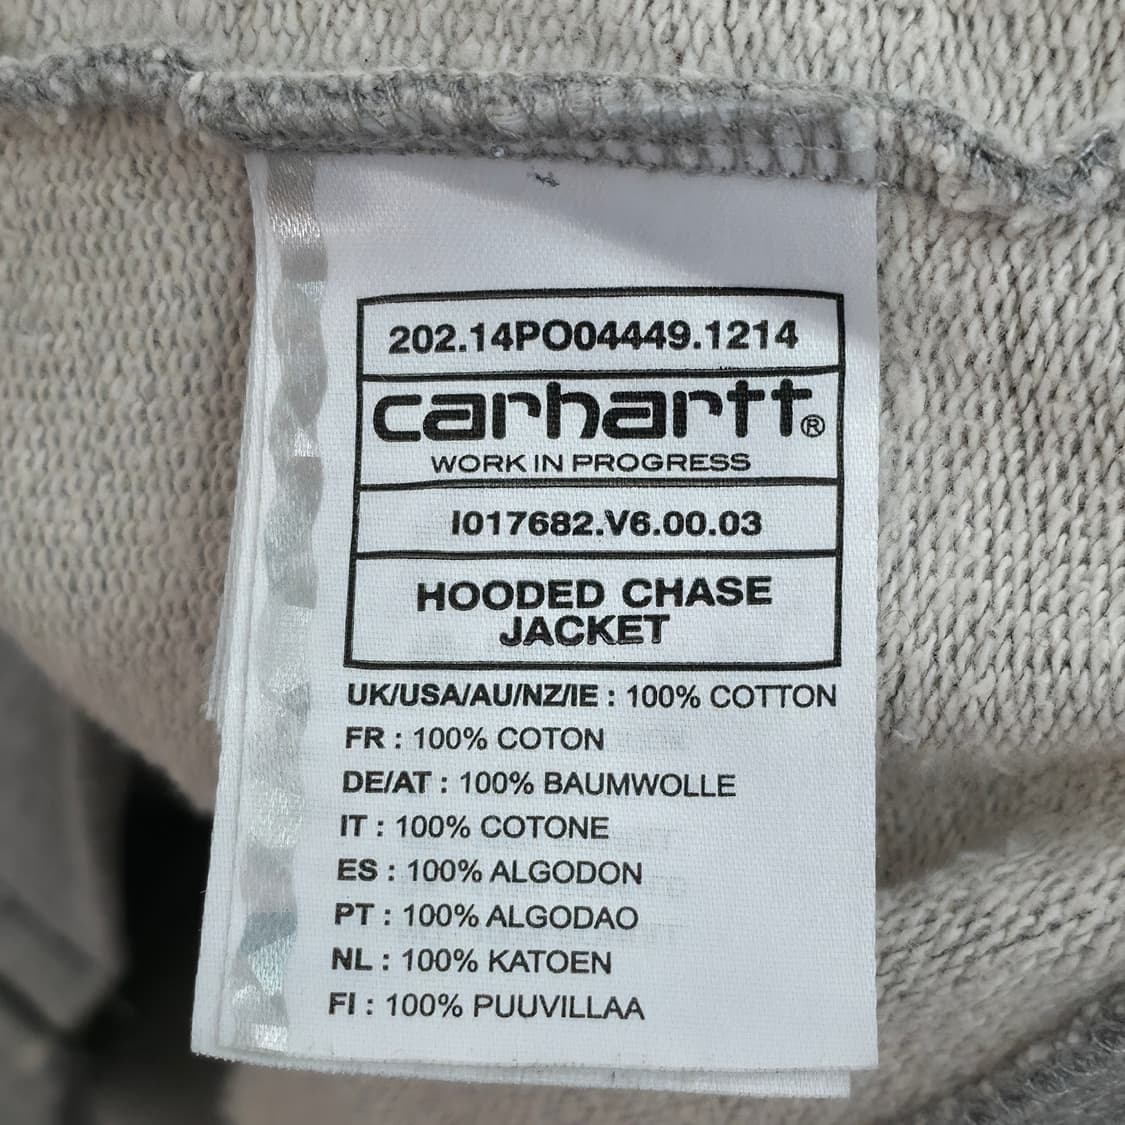 202.14PO04449.1214
carhartt®
WORK IN PROGRESS
I017682.V6.00.03
HOODED CHASE
JACKET
UK/USA/AU/NZ/IE : 100% COTTON
FR : 100% COTON
DE/AT : 100% BAUMWOLLE
IT : 100% COTONE
ES : 100% ALGODON
PT : 100% ALGODAO
NL : 100% KATOEN
FI : 100% PUUVILLAA